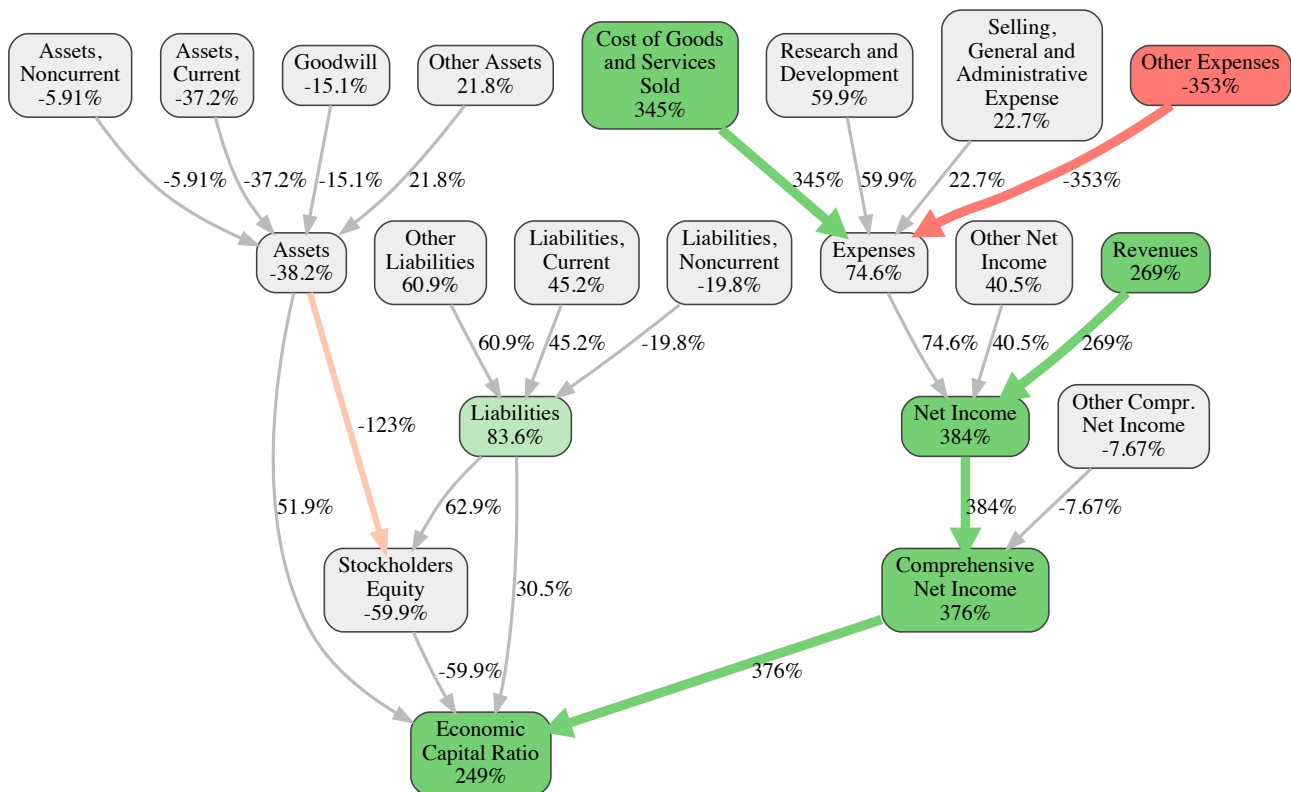 Assets,
Noncurrent
-5.91%
Assets,
Current
-37.2%
Goodwill
-15.1%
Other Assets
21.8%
Cost of Goods
and Services
Sold
345%
Research and
Development
59.9%
Selling,
General and
Administrative
Expense
22.7%
Other Expenses
-353%
-5.91%
-37.2%
-15.1%
21.8%
345%
59.9%
22.7%
-353%
Assets
-38.2%
Other
Liabilities
60.9%
Liabilities,
Current
45.2%
Liabilities,
Noncurrent
-19.8%
Expenses
74.6%
Other Net
Income
40.5%
Revenues
269%
60.9%
45.2%
-19.8%
74.6%
40.5%
269%
-123%
Liabilities
83.6%
Net Income
384%
Other Compr.
Net Income
-7.67%
51.9%
62.9%
384%
-7.67%
Stockholders
Equity
-59.9%
30.5%
Comprehensive
Net Income
376%
-59.9%
376%
Economic
Capital Ratio
249%